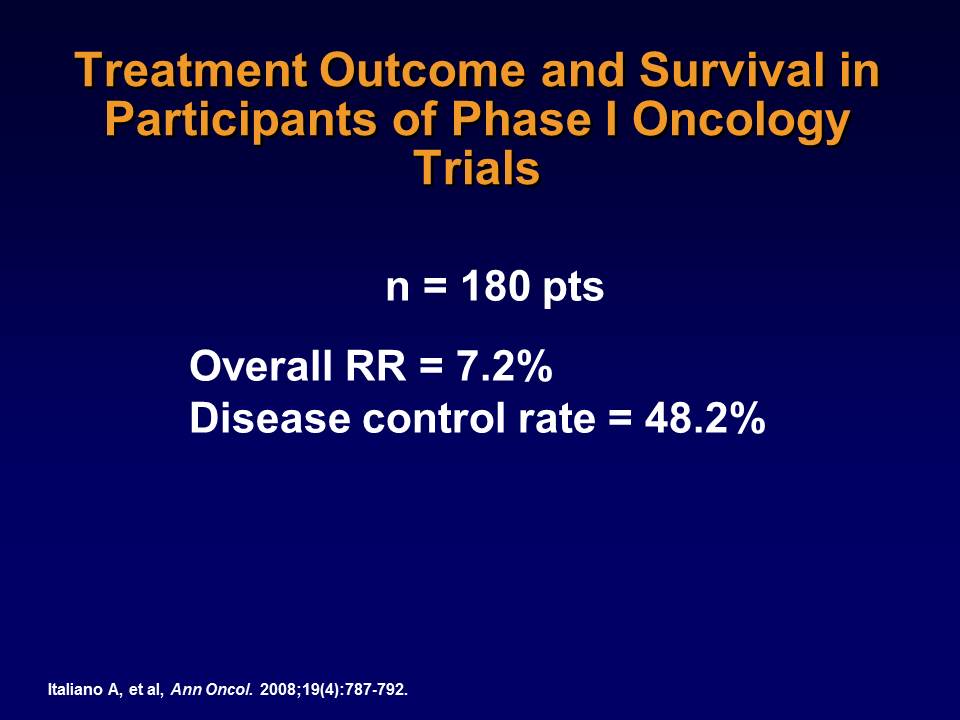 Treatment Outcome and Survival in
Participants of Phase I Oncology
Trials
n = 180 pts
Overall RR = 7.2%
Disease control rate = 48.2%
Italiano A, et al, Ann Oncol. 2008;19(4):787-792.